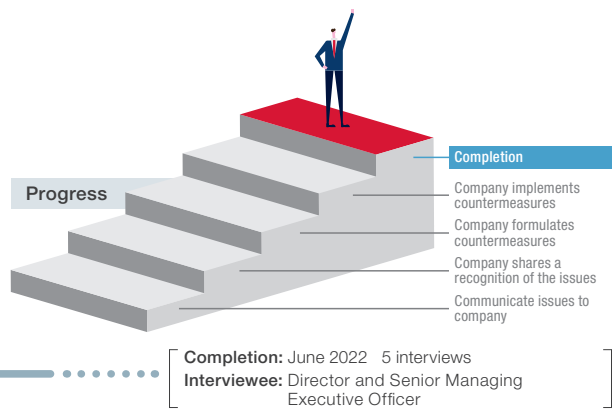 Completion
Progress
Company implements
countermeasures
Company formulates
countermeasures
Company shares a
recognition of the issues
Communicate issues to
company
Completion: June 2022 5 interviews
Interviewee: Director and Senior Managing
Executive Officer